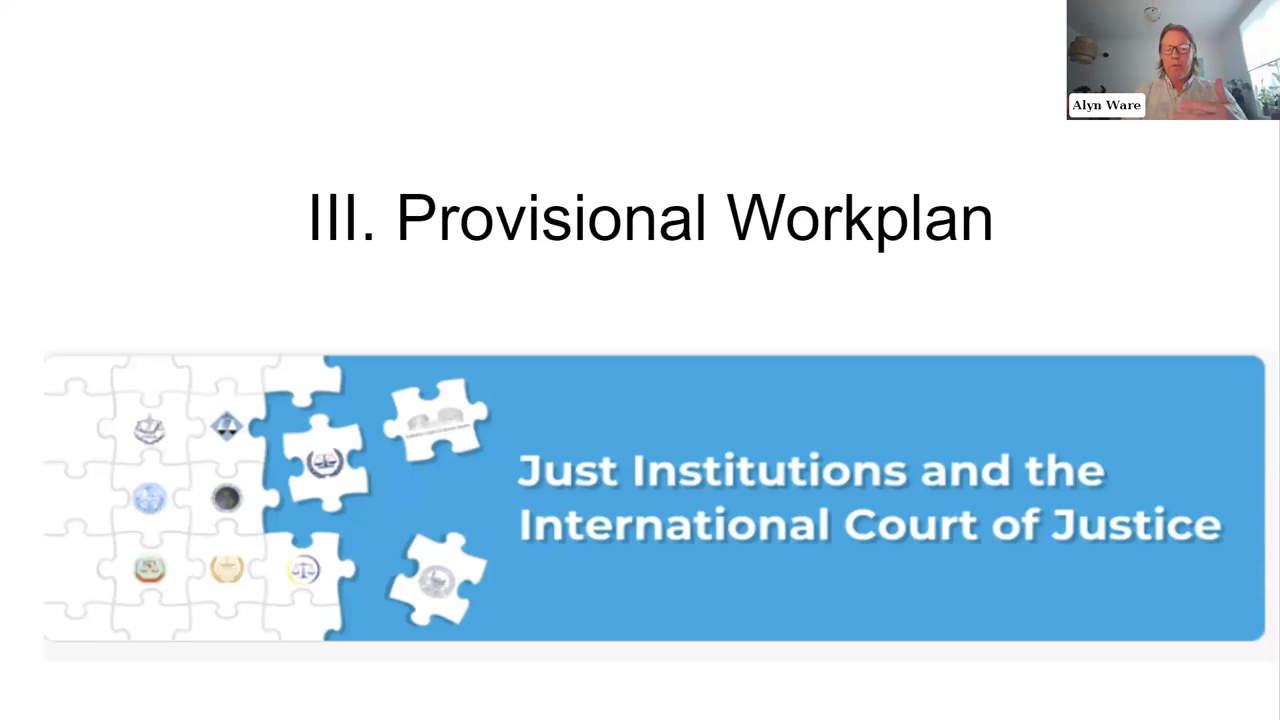 Alyn Ware
III. Provisional Workplan
Just Institutions and the
International Court of Justice